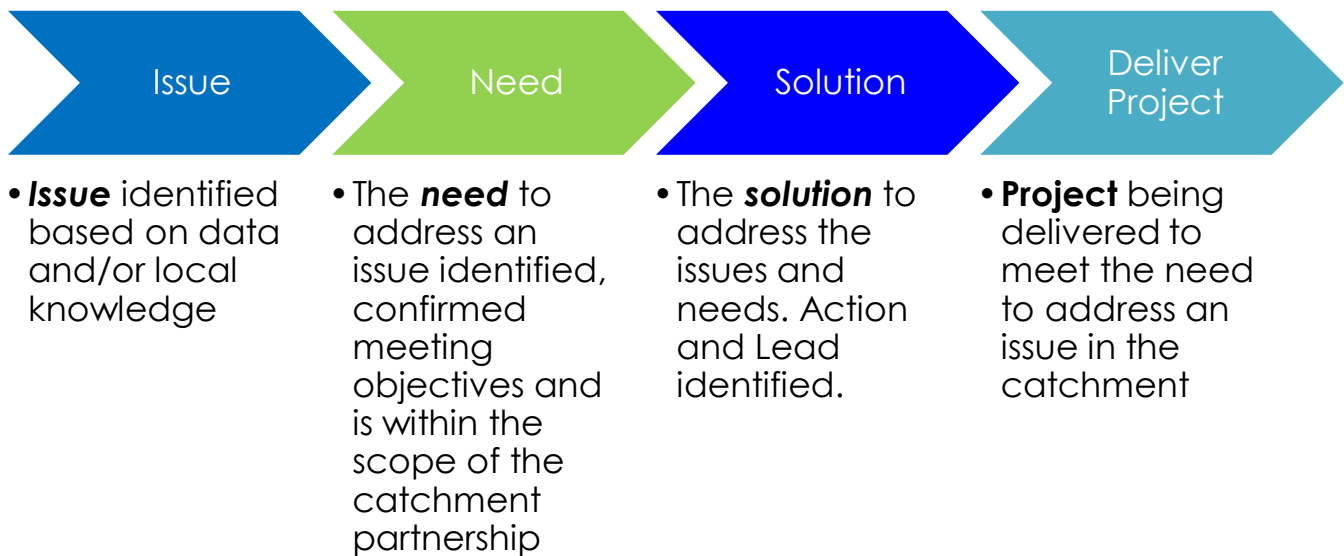 Issue
Need
Solution
Deliver
Project
•Issue identified
based on data
and/or local
knowledge
•The need to
address an
issue identified,
confirmed
meeting
objectives and
is within the
scope of the
catchment
partnership
•The solution to
address the
issues and
needs. Action
and Lead
identified.
•Project being
delivered to
meet the need
to address an
issue in the
catchment